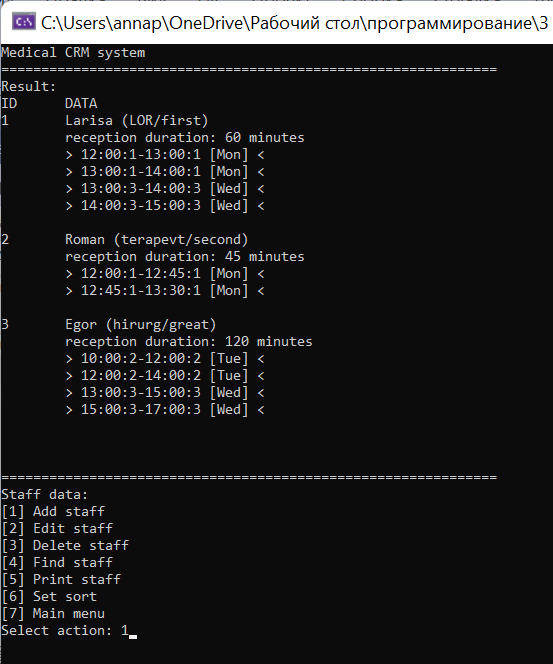 C:\Users\annap\OneDrive\Рабочий стол\программирование\3
Medical CRM system
==============================================================
Result:
ID DATA
1 Larisa (LOR/first)
reception duration: 60 minutes
> 12:00:1-13:00:1 [Mon] <
> 13:00:1-14:00:1 [Mon] <
> 13:00:3-14:00:3 [Wed] <
> 14:00:3-15:00:3 [Wed] <
2 Roman (terapevt/second)
reception duration: 45 minutes
> 12:00:1-12:45:1 [Mon] <
> 12:45:1-13:30:1 [Mon] <
3 Egor (hirurg/great)
reception duration: 120 minutes
> 10:00:2-12:00:2 [Tue] <
> 12:00:2-14:00:2 [Tue] <
> 13:00:3-15:00:3 [Wed] <
> 15:00:3-17:00:3 [Wed] <
==============================================================
Staff data:
[1] Add staff
[2] Edit staff
[3] Delete staff
[4] Find staff
[5] Print staff
[6] Set sort
[7] Main menu
Select action: 1